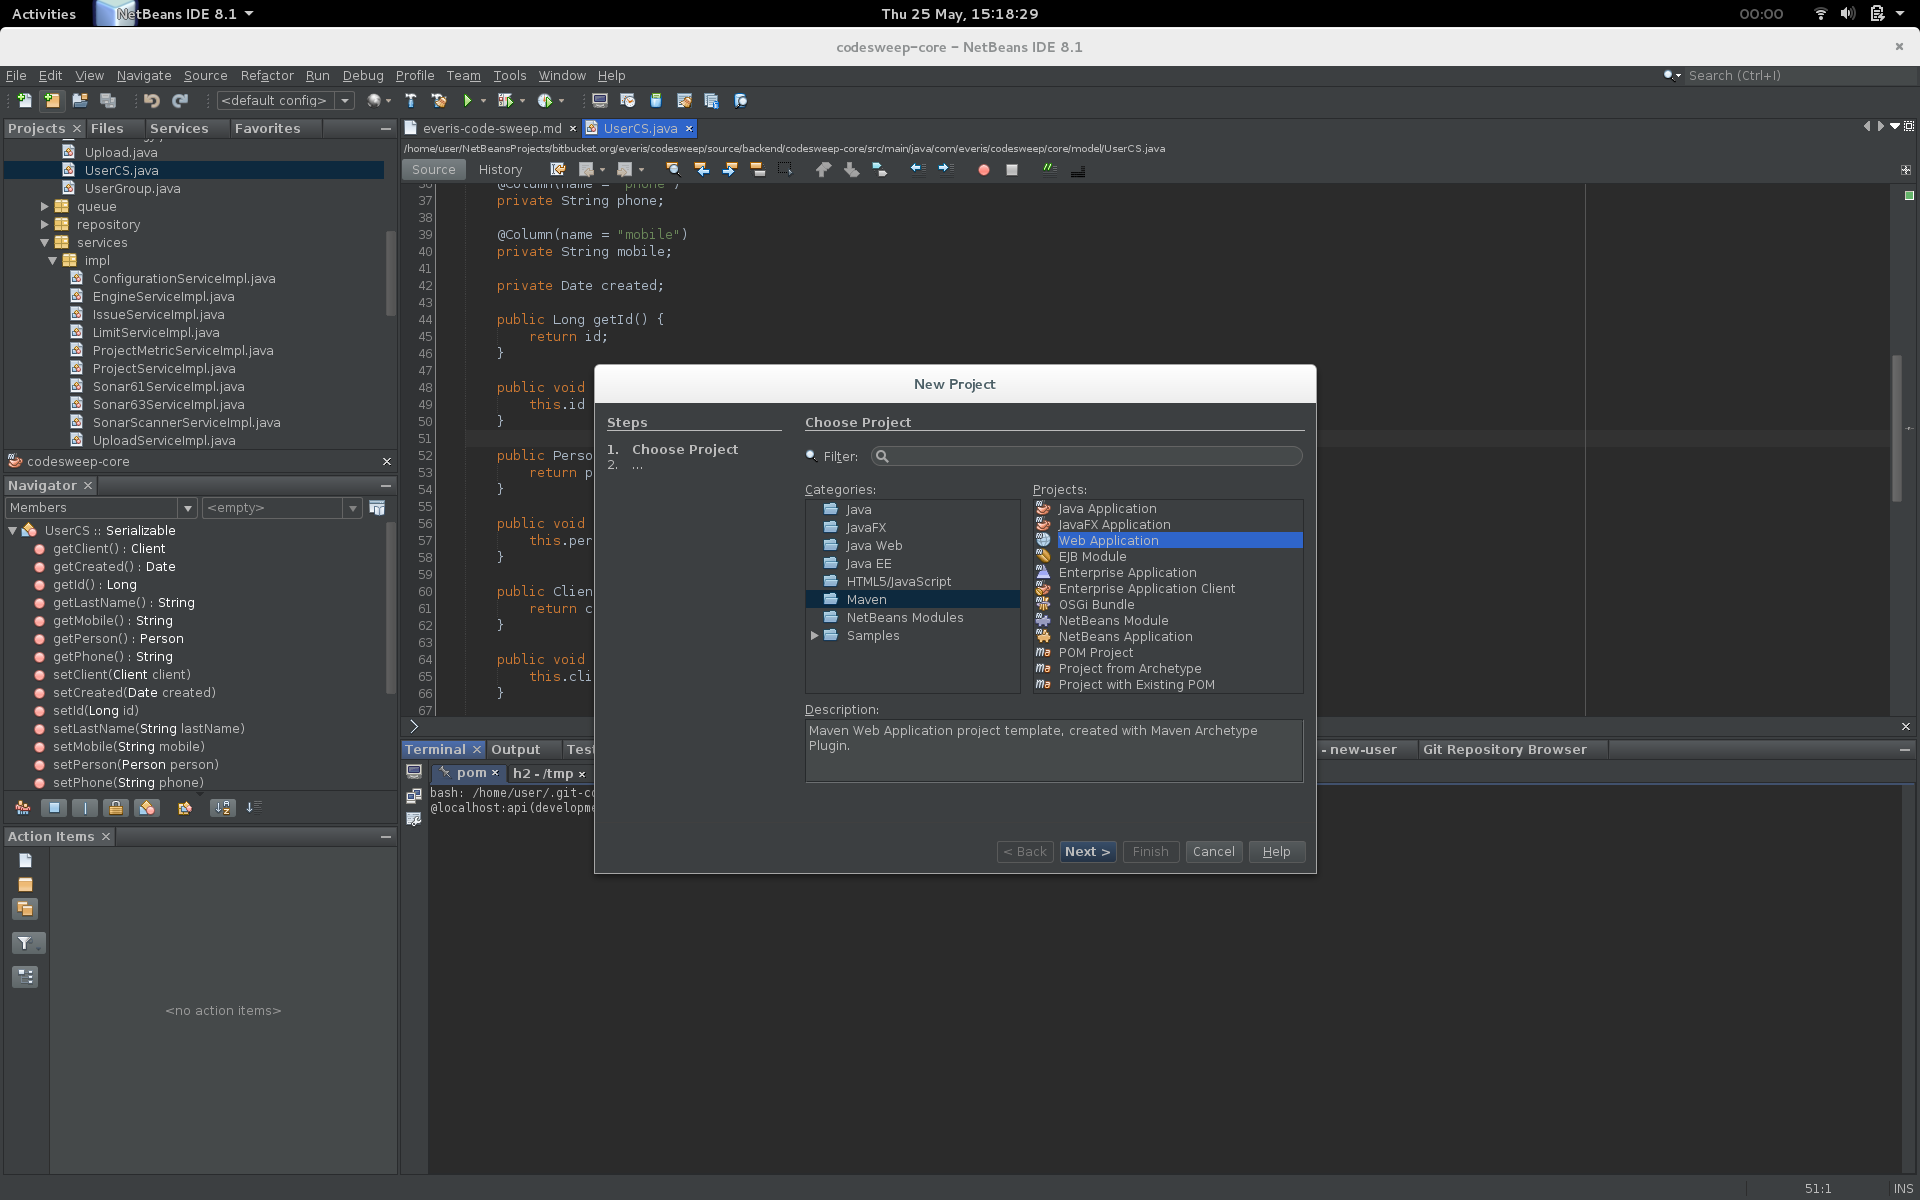 Activities NetBeans IDE 8.1 Thu 25 May, 15:18:29 00:00
codesweep-core - NetBeans IDE 8.1
File Edit View Navigate Source Refactor Run Debug Profile Team Tools Window Help Search (Ctrl+I)
<default config>
Projects Files Services Favorites
Upload.java
UserCS.java
UserGroup.java
queue
repository
services
impl
ConfigurationServiceImpl.java
EngineServiceImpl.java
IssueServiceImpl.java
LimitServiceImpl.java
ProjectMetricServiceImpl.java
ProjectServiceImpl.java
Sonar61ServiceImpl.java
Sonar63ServiceImpl.java
SonarScannerServiceImpl.java
UploadServiceImpl.java
codesweep-core
Navigator
Members <empty>
UserCS :: Serializable
getClient() : Client
getCreated() : Date
getId() : Long
getLastName() : String
getMobile() : String
getPerson() : Person
getPhone() : String
setClient(Client client)
setCreated(Date created)
setId(Long id)
setLastName(String lastName)
setMobile(String mobile)
setPerson(Person person)
setPhone(String phone)
Action Items
<no action items>
everis-code-sweep.md UserCS.java
/home/user/NetBeansProjects/bitbucket.org/everis/codesweep/source/backend/codesweep-core/src/main/java/com/everis/codesweep/core/model/UserCS.java
Source History
36 @Column(name = "phone")
37 private String phone;
38
39 @Column(name = "mobile")
40 private String mobile;
41
42 private Date created;
43
44 public Long getId() {
45 return id;
46 }
47
48 public void
49 this.id
50 }
51
52 public Perso
53 return p
54 }
55
56 public void
57 this.per
58 }
59
60 public Clien
61 return c
62 }
63
64 public void
65 this.cli
66 }
67
New Project
Steps
1. Choose Project
2. ...
Choose Project
Filter:
Categories:
Java
JavaFX
Java Web
Java EE
HTML5/JavaScript
Maven
NetBeans Modules
Samples
Projects:
Java Application
JavaFX Application
Web Application
EJB Module
Enterprise Application
Enterprise Application Client
OSGi Bundle
NetBeans Module
NetBeans Application
POM Project
Project from Archetype
Project with Existing POM
Description:
Maven Web Application project template, created with Maven Archetype
Plugin.
< Back Next > Finish Cancel Help
Terminal Output Test - new-user Git Repository Browser
pom h2 - /tmp
bash: /home/user/.git-co
@localhost:api(developme
51:1 INS